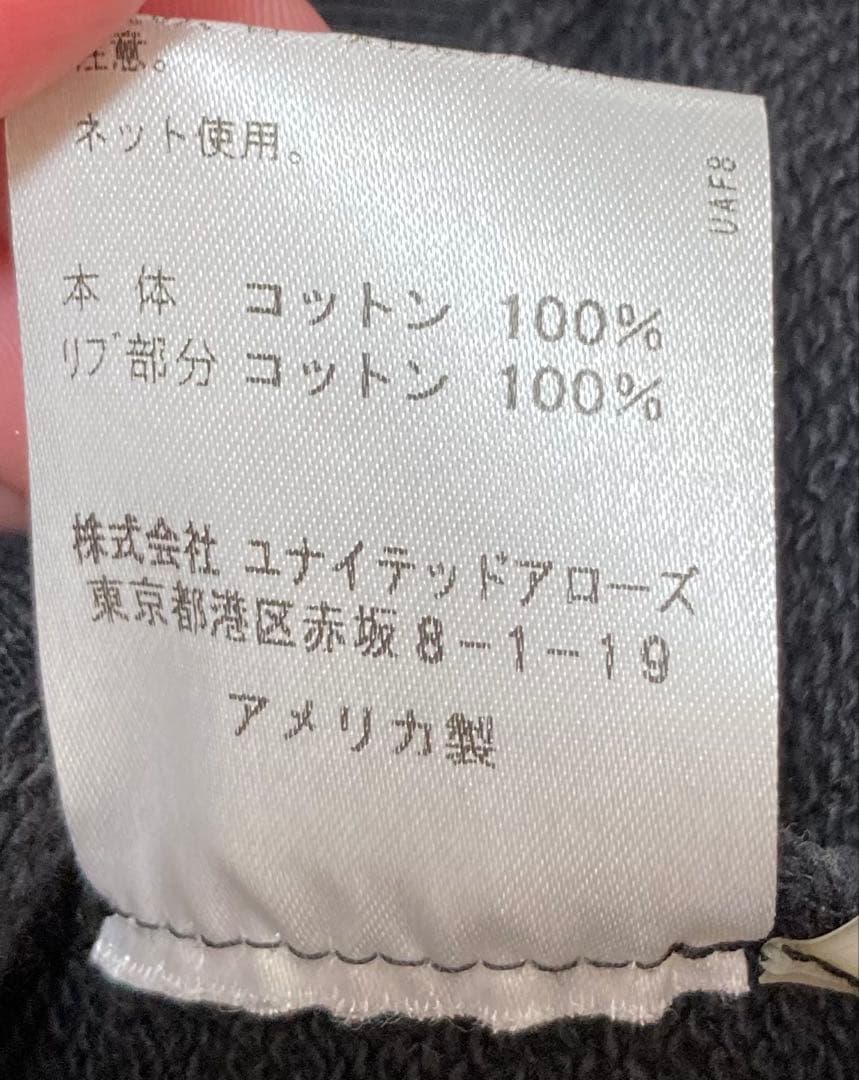 注意。
ネット使用。
UAF8
本 体 コットン 100%
リブ部分 コットン 100%
株式会社 ユナイテッドアローズ
東京都港区赤坂8-1-19
アメリカ製